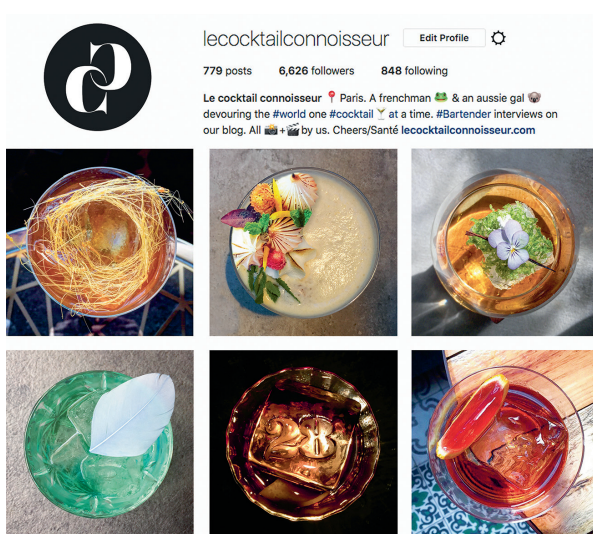 lecocktailconnoisseur Edit Profile
779 posts 6,626 followers 848 following
Le cocktail connoisseur 📍 Paris. A frenchman 🐸 & an aussie gal 🐨
devouring the #world one #cocktail 🍸 at a time. #Bartender interviews on
our blog. All 📸+🎬 by us. Cheers/Santé lecocktailconnoisseur.com
28